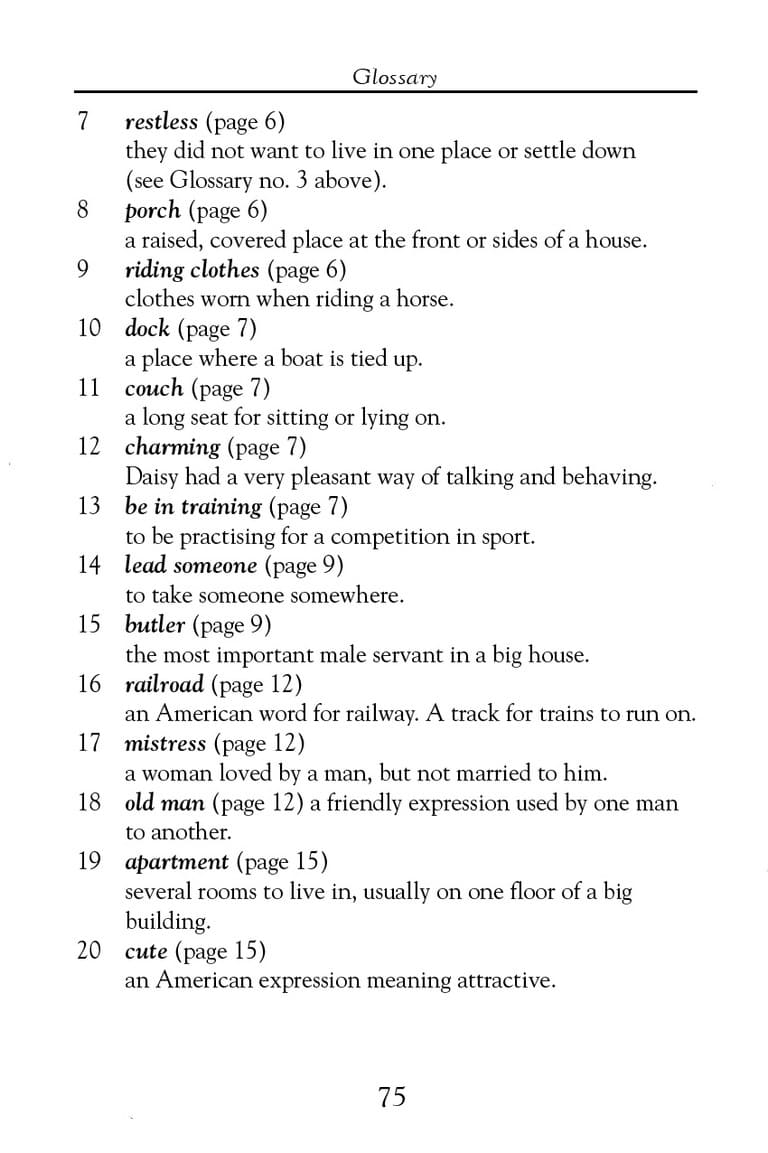 Glossary
7 restless (page 6)
they did not want to live in one place or settle down
(see Glossary no. 3 above).
8 porch (page 6)
a raised, covered place at the front or sides of a house.
9 riding clothes (page 6)
clothes worn when riding a horse.
10 dock (page 7)
a place where a boat is tied up.
11 couch (page 7)
a long seat for sitting or lying on.
12 charming (page 7)
Daisy had a very pleasant way of talking and behaving.
13 be in training (page 7)
to be practising for a competition in sport.
14 lead someone (page 9)
to take someone somewhere.
15 butler (page 9)
the most important male servant in a big house.
16 railroad (page 12)
an American word for railway. A track for trains to run on.
17 mistress (page 12)
a woman loved by a man, but not married to him.
18 old man (page 12) a friendly expression used by one man
to another.
19 apartment (page 15)
several rooms to live in, usually on one floor of a big
building.
20 cute (page 15)
an American expression meaning attractive.
75